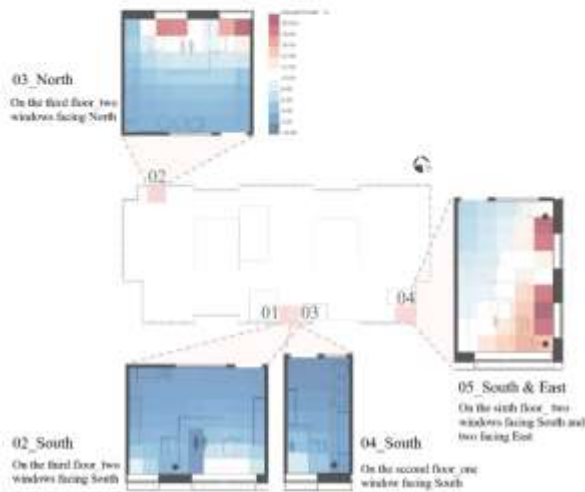 03_North
On the third floor_two
windows facing North
02
01
03
04
05_South & East
On the sixth floor_ two
windows facing South and
two facing East
02_South
On the third floor_two
windows facing South
04_South
On the second floor_one
window facing South